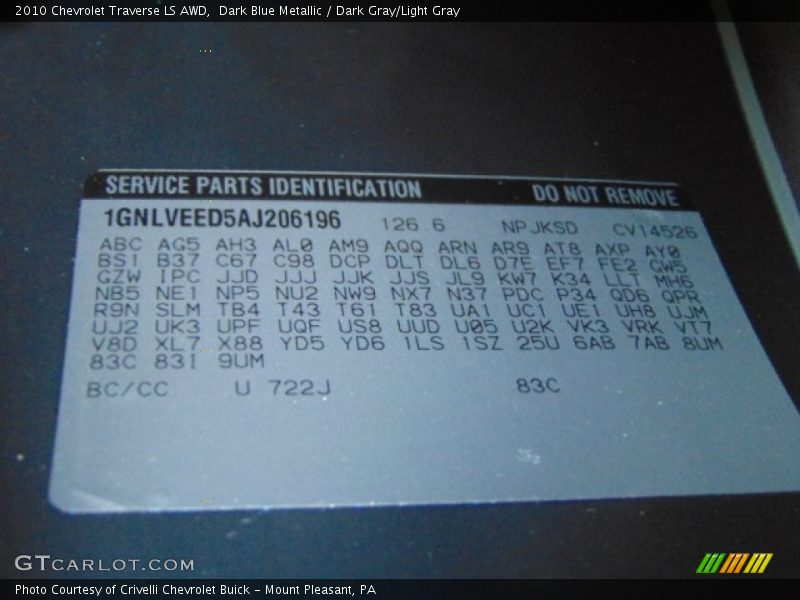 2010 Chevrolet Traverse LS AWD,  Dark Blue Metallic / Dark Gray/Light Gray
SERVICE PARTS IDENTIFICATION DO NOT REMOVE
1GNLVEED5AJ206196 126.6 NPJKSD CV14526
ABC AG5 AH3 AL0 AM9 AQQ ARN AR9 AT8 AXP AY0
BS1 B37 C67 C98 DCP DLT DL6 D7E EF7 FE2 GW5
GZW IPC JJD JJJ JJK JJS JL9 KW7 K34 LLT MH6
NB5 NE1 NP5 NU2 NW9 NX7 N37 PDC P34 QD6 QPR
R9N SLM TB4 T43 T61 T83 UA1 UC1 UE1 UH8 UJM
UJ2 UK3 UPF UQF US8 UUD U05 U2K VK3 VRK VT7
V8D XL7 X88 YD5 YD6 1LS 1SZ 25U 6AB 7AB 8UM
83C 83I 9UM
BC/CC U 722J 83C
GTCARLOT.COM
Photo Courtesy of Crivelli Chevrolet Buick - Mount Pleasant, PA